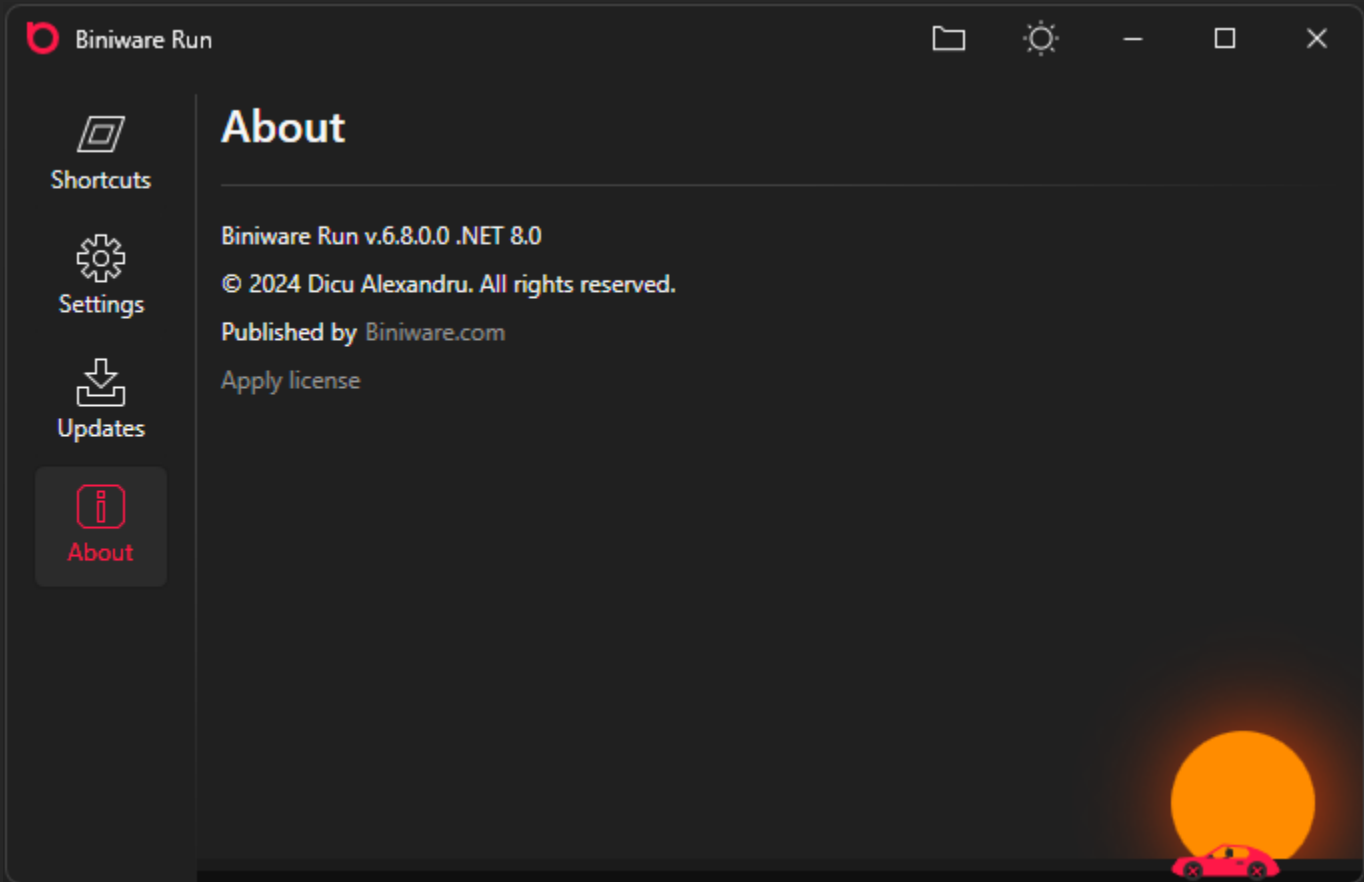 Biniware Run
Shortcuts
Settings
Updates
About
About
Biniware Run v.6.8.0.0 .NET 8.0
© 2024 Dicu Alexandru. All rights reserved.
Published by Biniware.com
Apply license